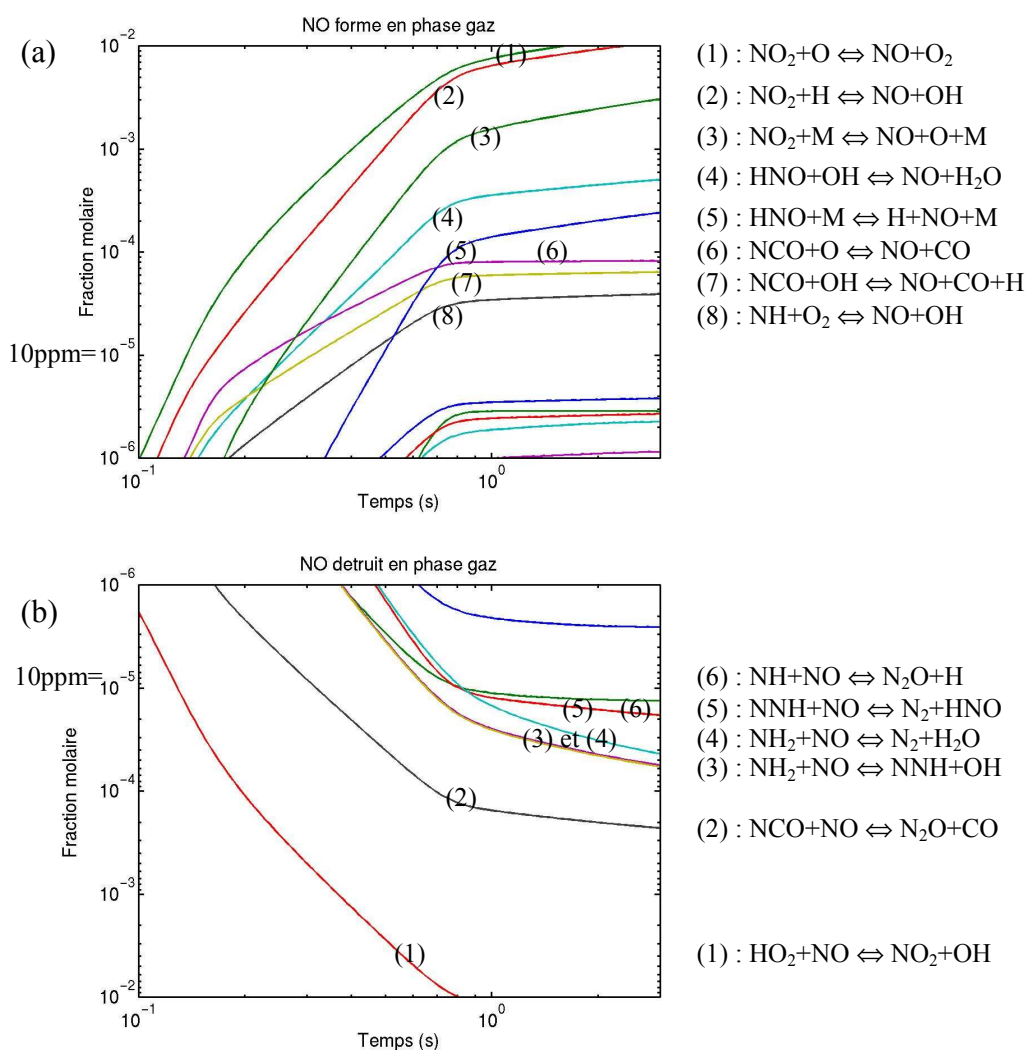 NO forme en phase gaz
(a)
10⁻²
10⁻³
10⁻⁴
10⁻⁵
10⁻⁶
10ppm=
Fraction molaire
(1)
(2)
(3)
(4)
(5)
(6)
(7)
(8)
10⁻¹
10⁰
Temps (s)
(1) : NO₂+O ⇔ NO+O₂
(2) : NO₂+H ⇔ NO+OH
(3) : NO₂+M ⇔ NO+O+M
(4) : HNO+OH ⇔ NO+H₂O
(5) : HNO+M ⇔ H+NO+M
(6) : NCO+O ⇔ NO+CO
(7) : NCO+OH ⇔ NO+CO+H
(8) : NH+O₂ ⇔ NO+OH
NO detruit en phase gaz
(b)
10⁻⁶
10⁻⁵
10⁻⁴
10⁻³
10⁻²
10ppm=
Fraction molaire
(5) (6)
(3) et (4)
(2)
(1)
10⁻¹
10⁰
Temps (s)
(6) : NH+NO ⇔ N₂O+H
(5) : NNH+NO ⇔ N₂+HNO
(4) : NH₂+NO ⇔ N₂+H₂O
(3) : NH₂+NO ⇔ NNH+OH
(2) : NCO+NO ⇔ N₂O+CO
(1) : HO₂+NO ⇔ NO₂+OH